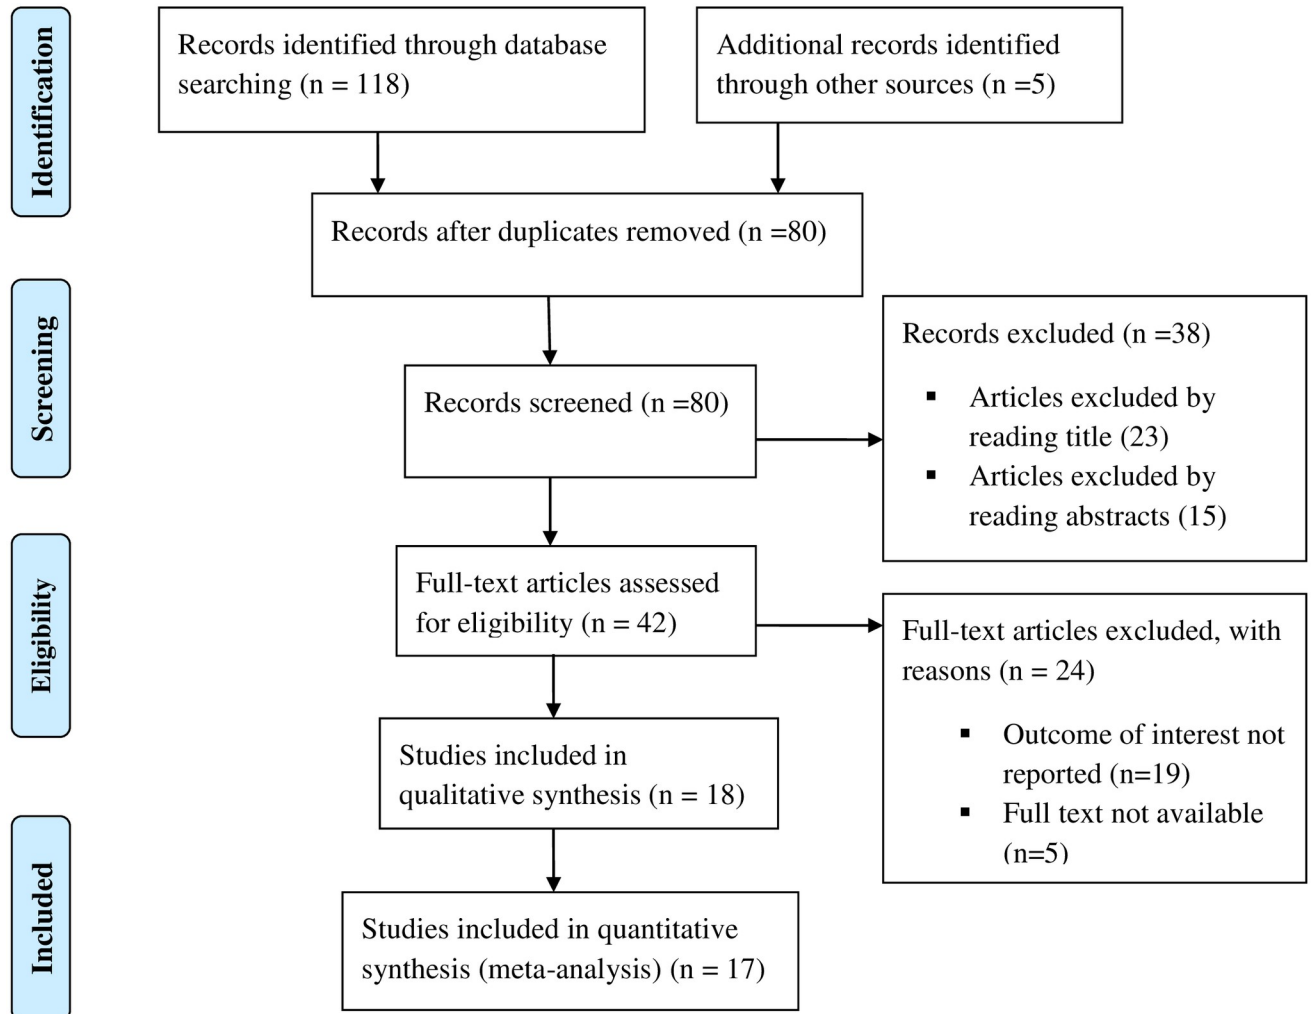 Identification
Records identified through database
searching (n = 118)
Additional records identified
through other sources (n =5)
Records after duplicates removed (n =80)
Screening
Records screened (n =80)
Records excluded (n =38)
▪ Articles excluded by
reading title (23)
▪ Articles excluded by
reading abstracts (15)
Eligibility
Full-text articles assessed
for eligibility (n = 42)
Full-text articles excluded, with
reasons (n = 24)
▪ Outcome of interest not
reported (n=19)
▪ Full text not available
(n=5)
Studies included in
qualitative synthesis (n = 18)
Included
Studies included in quantitative
synthesis (meta-analysis) (n = 17)